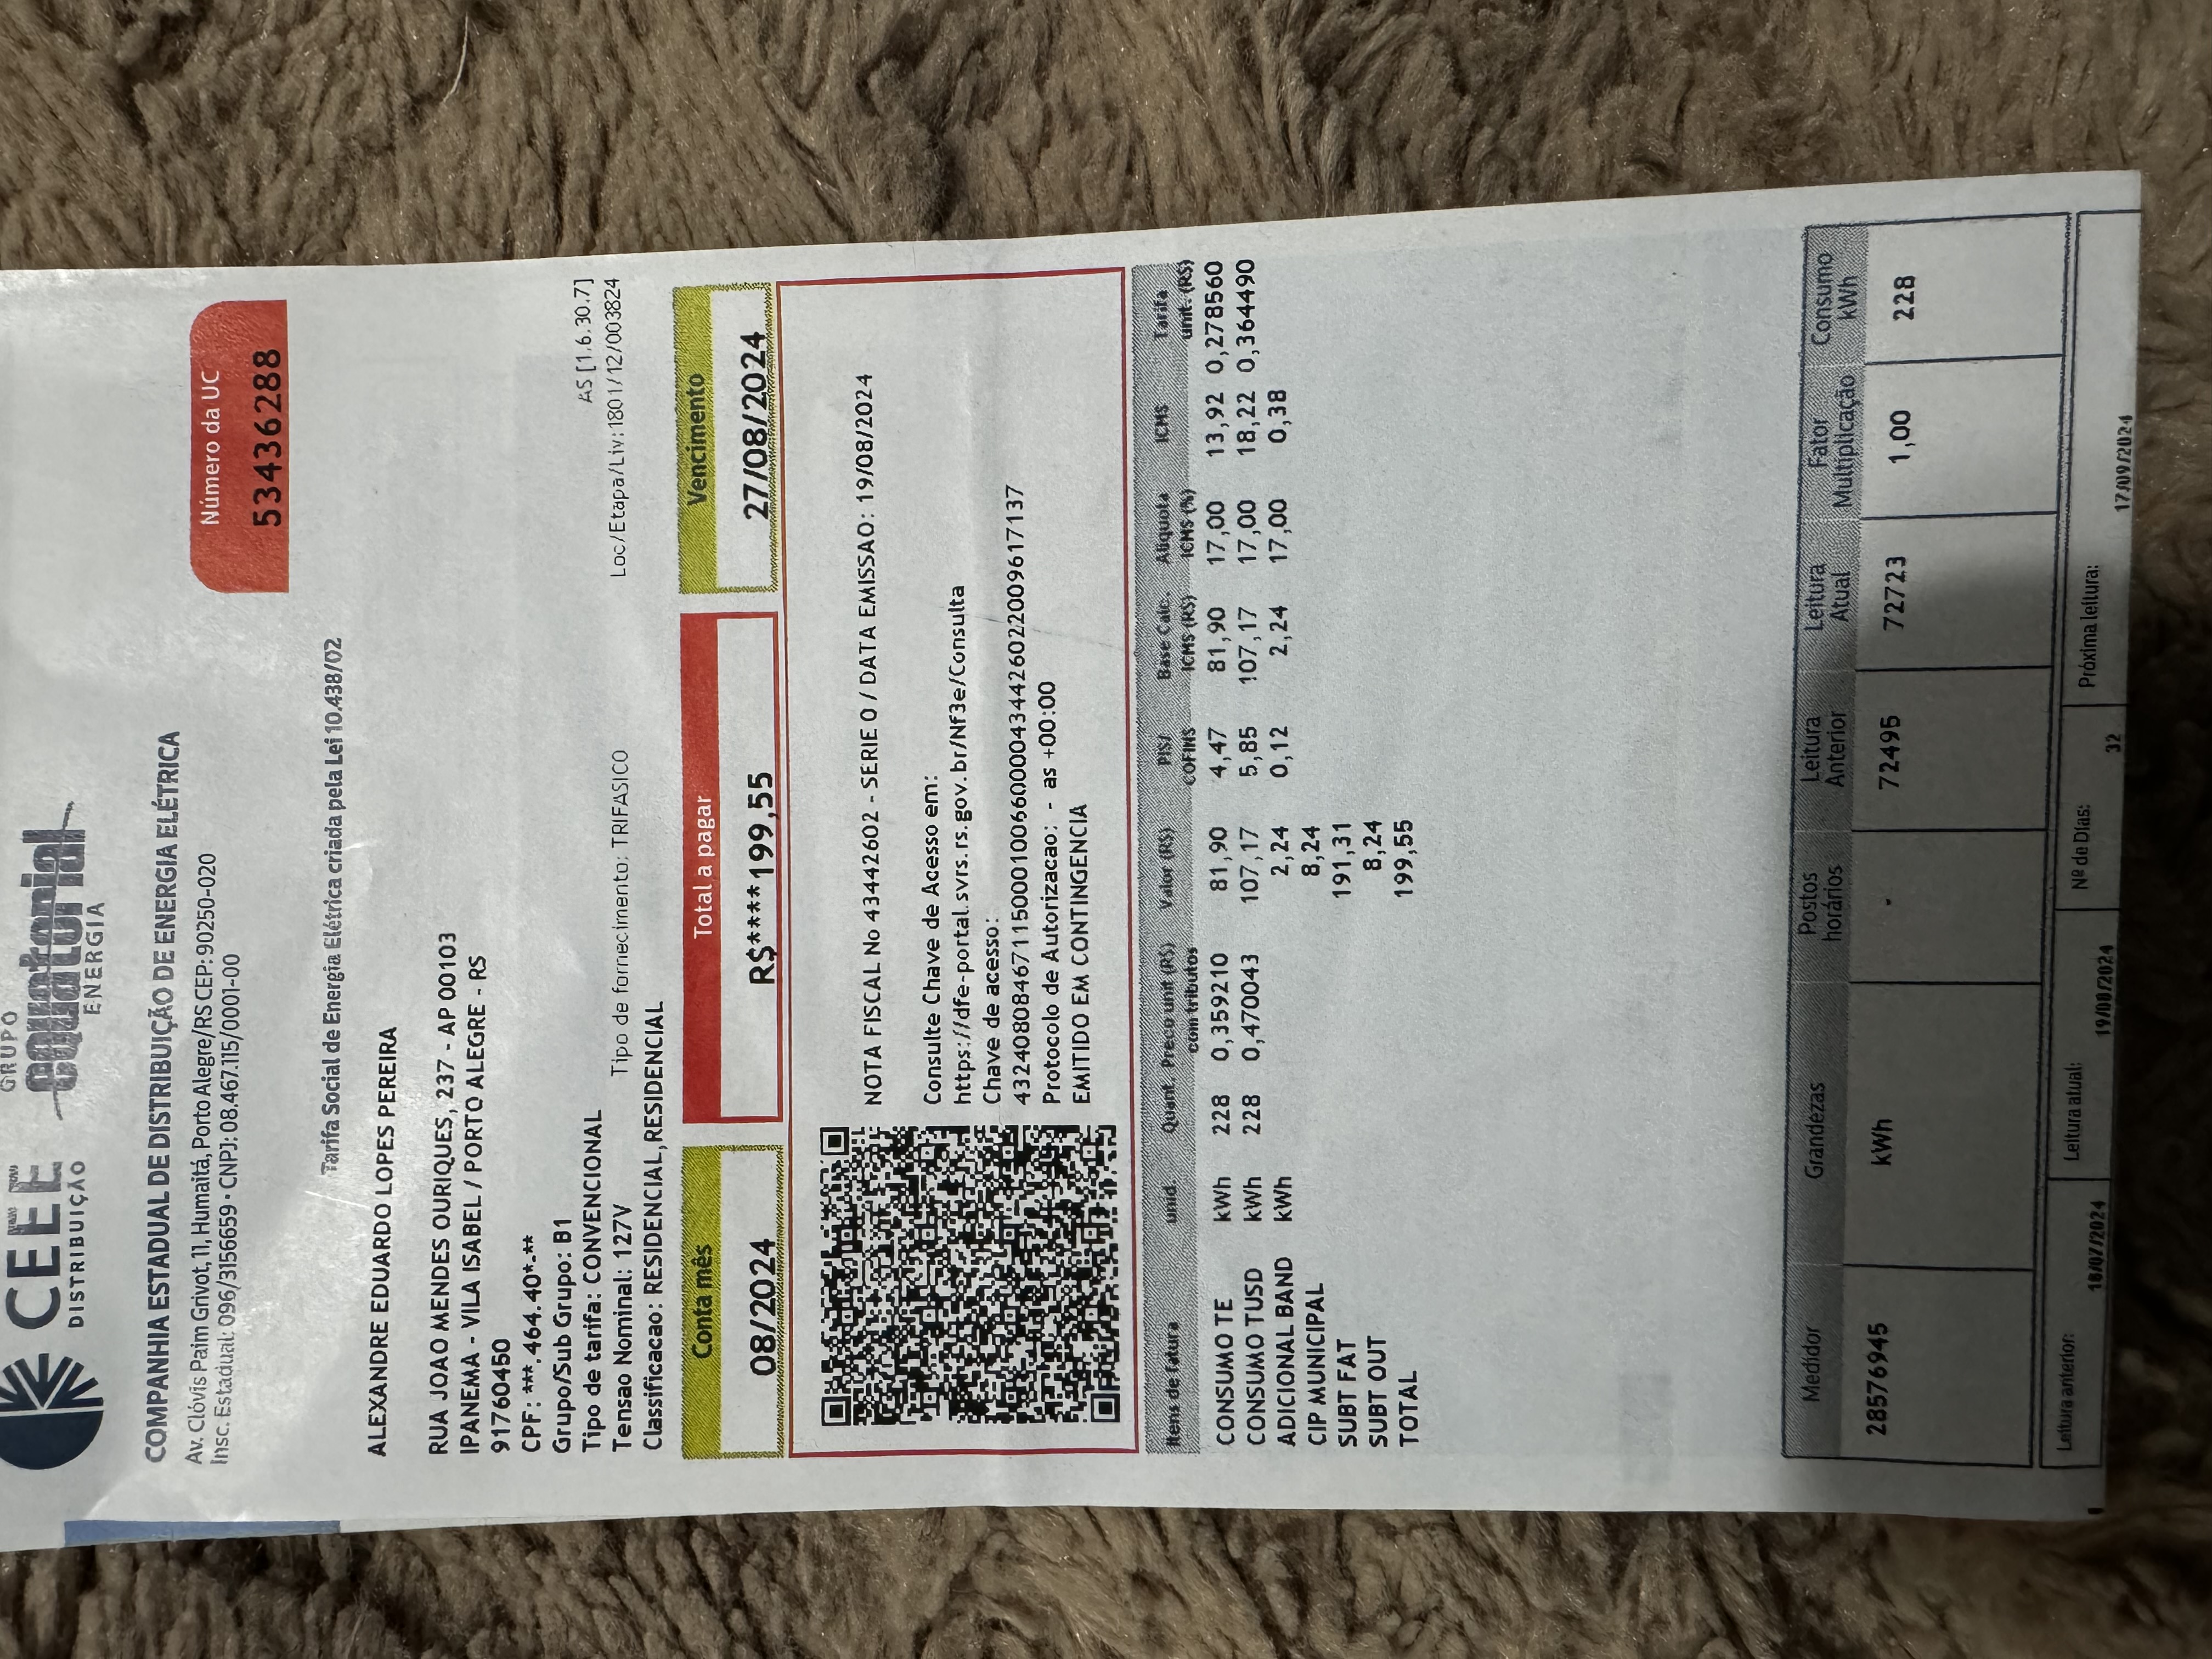 CEEE
DISTRIBUIÇÃO
GRUPO
equatorial
ENERGIA
COMPANHIA ESTADUAL DE DISTRIBUIÇÃO DE ENERGIA ELÉTRICA
Av. Clóvis Paim Grivot, 11, Humaitá, Porto Alegre/RS CEP: 90250-020
Insc. Estadual: 096/3156659 • CNPJ: 08.467.115/0001-00
Número da UC
53436288
Tarifa Social de Energia Elétrica criada pela Lei 10.438/02
ALEXANDRE EDUARDO LOPES PEREIRA
RUA JOAO MENDES OURIQUES, 237 - AP 00103
IPANEMA - VILA ISABEL / PORTO ALEGRE - RS
91760450
CPF: ***.464.40*-**
Grupo/Sub Grupo: B1
AS [1.6.30.7]
Tipo de tarifa: CONVENCIONAL
Tensao Nominal: 127V Tipo de fornecimento: TRIFASICO Loc/Etapa/Liv:1801/12/003824
Classificacao: RESIDENCIAL,RESIDENCIAL
Conta mês Total a pagar Vencimento
08/2024 R$****199,55 27/08/2024
NOTA FISCAL No 43442602 - SERIE 0 / DATA EMISSAO: 19/08/2024
Consulte Chave de Acesso em:
https://dfe-portal.svrs.rs.gov.br/Nf3e/Consulta
Chave de acesso:
43240808467115000100660000434426022009617137
Protocolo de Autorizacao: - as +00:00
EMITIDO EM CONTINGENCIA
Itens de fatura Unid. Quant. Preco unit (R$) com tributos Valor (R$) PIS/ COFINS Base Calc. ICMS (R$) Aliquota ICMS (%) ICMS Tarifa unit. (R$)
CONSUMO TE kWh 228 0,359210 81,90 4,47 81,90 17,00 13,92 0,278560
CONSUMO TUSD kWh 228 0,470043 107,17 5,85 107,17 17,00 18,22 0,364490
ADICIONAL BAND kWh 2,24 0,12 2,24 17,00 0,38
CIP MUNICIPAL 8,24
SUBT FAT 191,31
SUBT OUT 8,24
TOTAL 199,55
Medidor Grandezas Postos horários Leitura Anterior Leitura Atual Fator Multiplicação Consumo kWh
28576945 kWh - 72495 72723 1,00 228
Leitura anterior: 18/07/2024 Leitura atual: 19/08/2024 Nº de Dias: 32 Próxima leitura: 17/09/2024